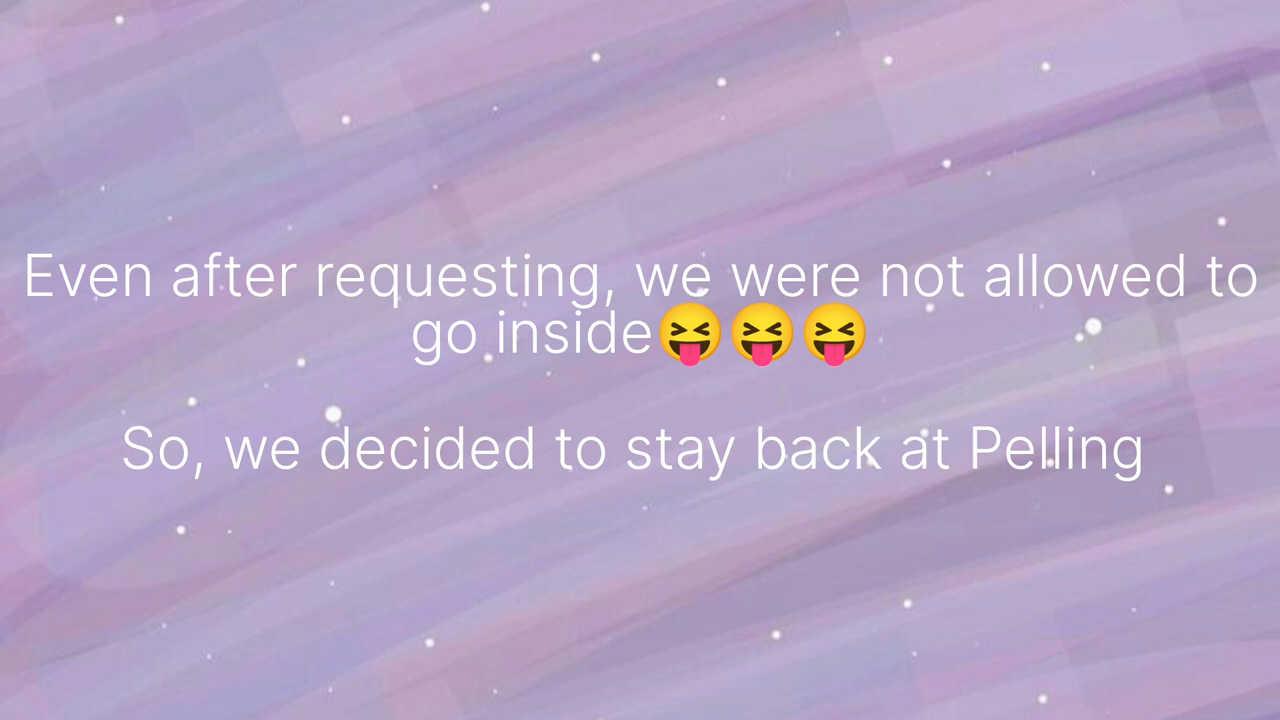 Even after requesting, we were not allowed to
go inside😝😝😝
So, we decided to stay back at Pelling